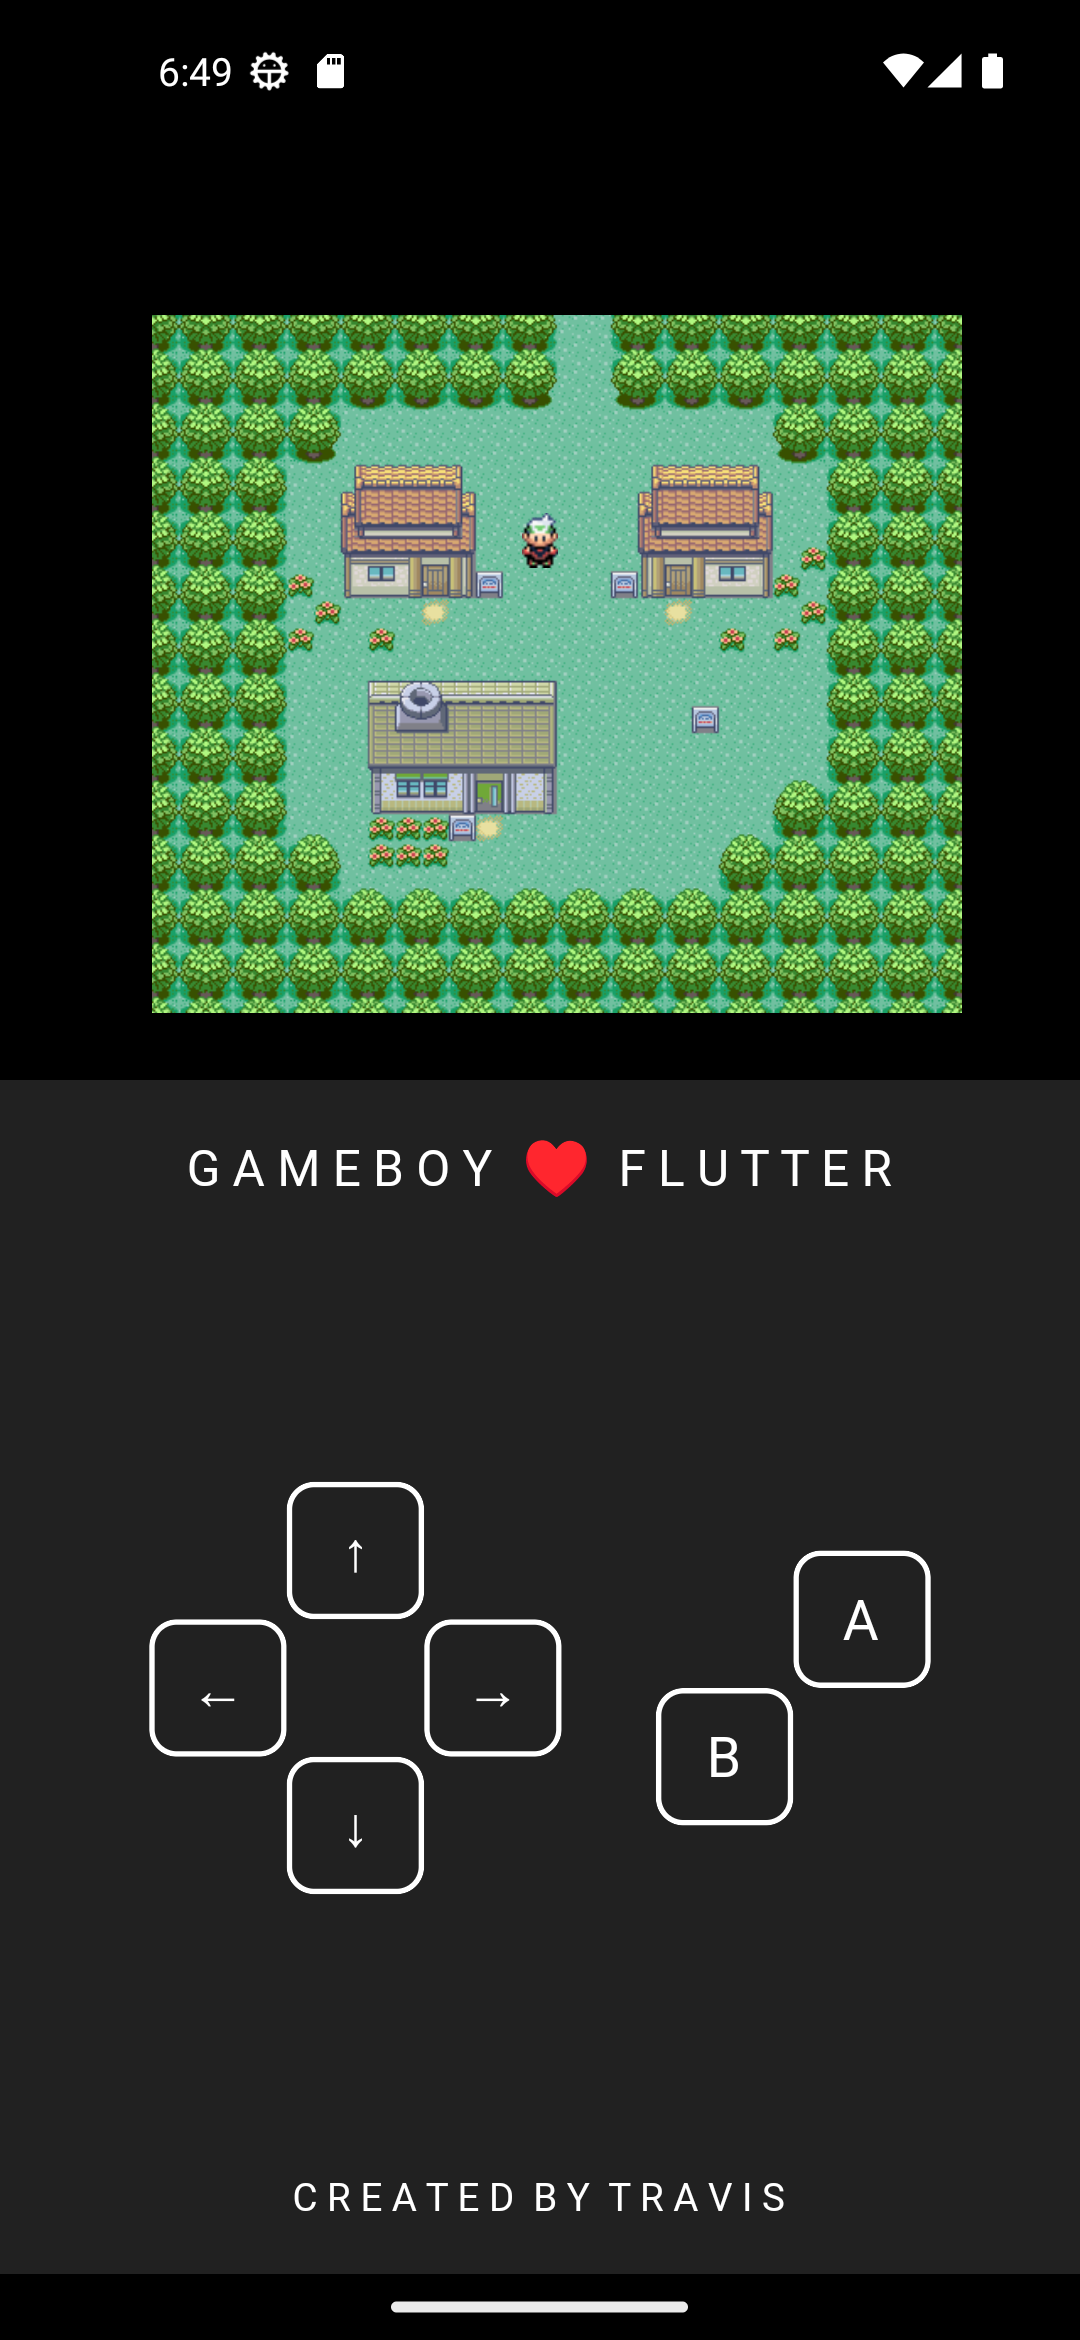 6:49
GAMEBOY ❤ FLUTTER
↑
← →
↓
A
B
CREATED BY TRAVIS